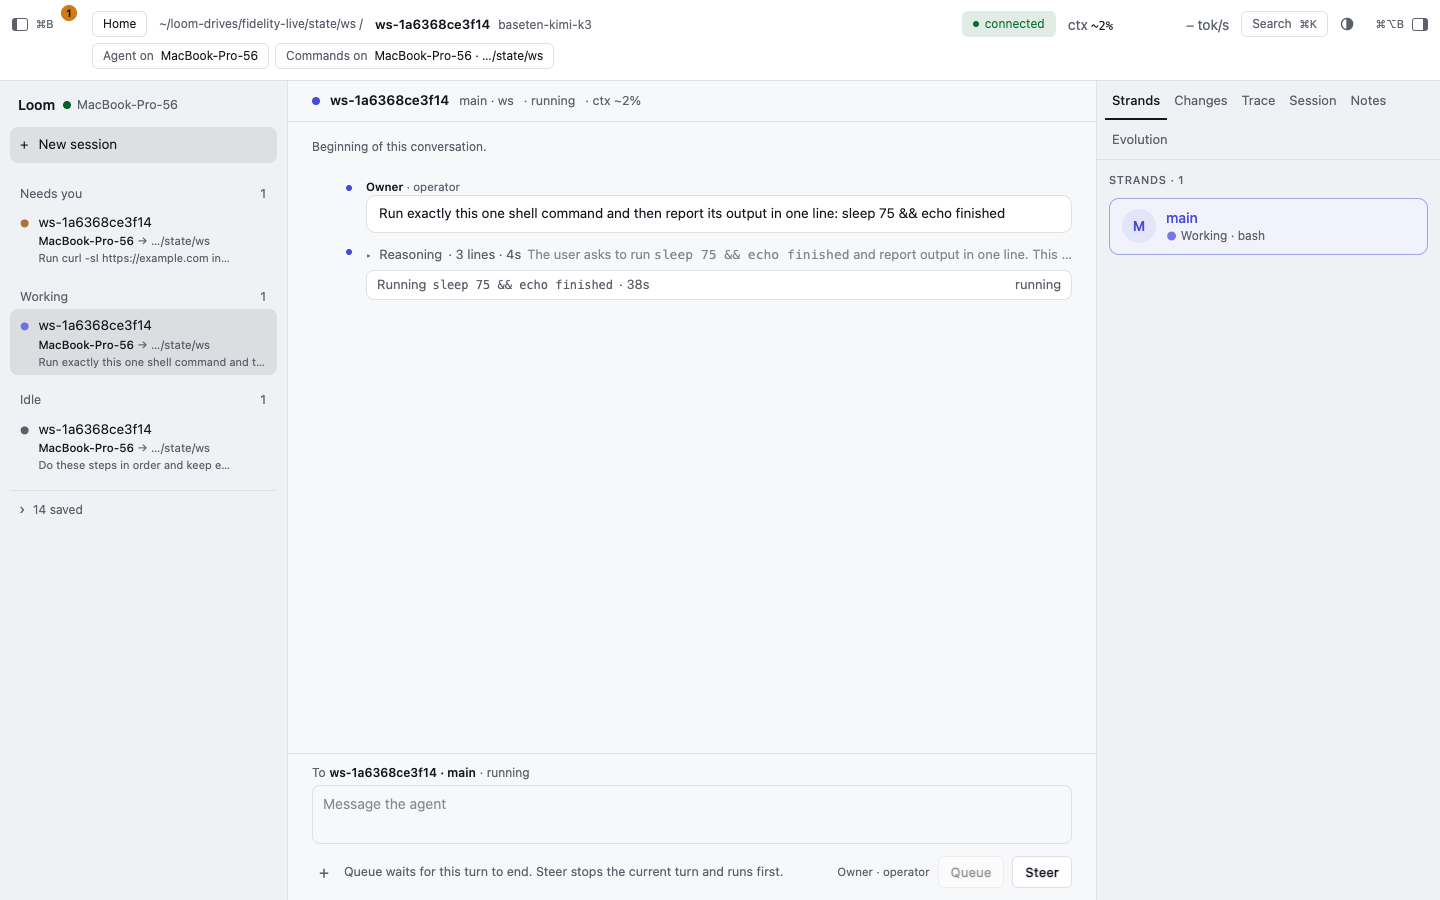 ⌘B
1
Home
~/loom-drives/fidelity-live/state/ws /
ws-1a6368ce3f14
baseten-kimi-k3
connected
ctx ~2%
– tok/s
Search ⌘K
⌘⌥B
Agent on MacBook-Pro-56
Commands on MacBook-Pro-56 · …/state/ws
Loom MacBook-Pro-56
+ New session
Needs you 1
ws-1a6368ce3f14
MacBook-Pro-56 → …/state/ws
Run curl -sI https://example.com in…
Working 1
ws-1a6368ce3f14
MacBook-Pro-56 → …/state/ws
Run exactly this one shell command and t…
Idle 1
ws-1a6368ce3f14
MacBook-Pro-56 → …/state/ws
Do these steps in order and keep e…
› 14 saved
ws-1a6368ce3f14 main · ws · running · ctx ~2%
Beginning of this conversation.
Owner · operator
Run exactly this one shell command and then report its output in one line: sleep 75 && echo finished
Reasoning · 3 lines · 4s The user asks to run sleep 75 && echo finished and report output in one line. This …
Running sleep 75 && echo finished · 38s running
To ws-1a6368ce3f14 · main · running
Message the agent
+ Queue waits for this turn to end. Steer stops the current turn and runs first.
Owner · operator
Queue
Steer
Strands Changes Trace Session Notes
Evolution
STRANDS · 1
M
main
Working · bash